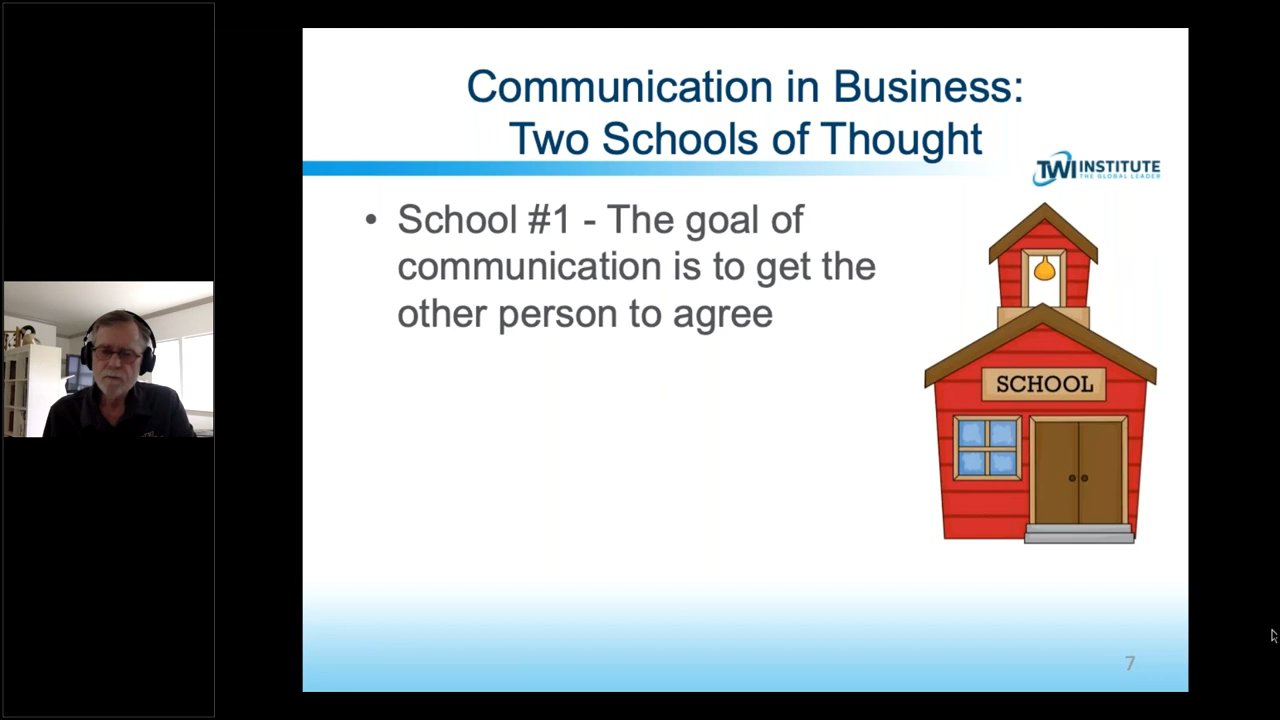 Communication in Business:
Two Schools of Thought
TWI INSTITUTE
THE GLOBAL LEADER
• School #1 - The goal of
communication is to get the
other person to agree
SCHOOL
7